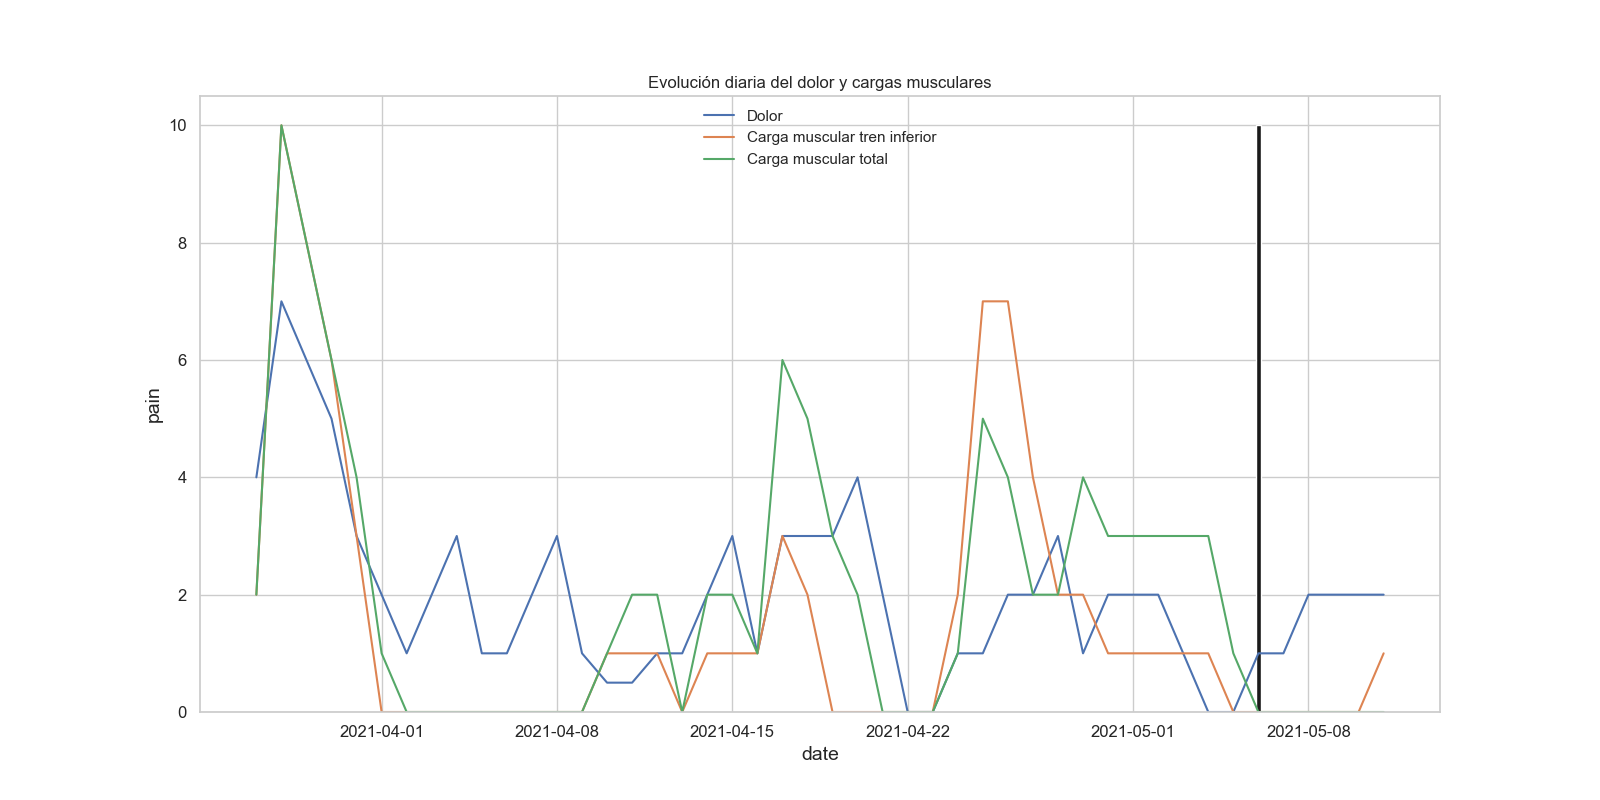 Evolución diaria del dolor y cargas musculares
Dolor
Carga muscular tren inferior
Carga muscular total
10
8
6
4
2
0
pain
2021-04-01
2021-04-08
2021-04-15
2021-04-22
2021-05-01
2021-05-08
date